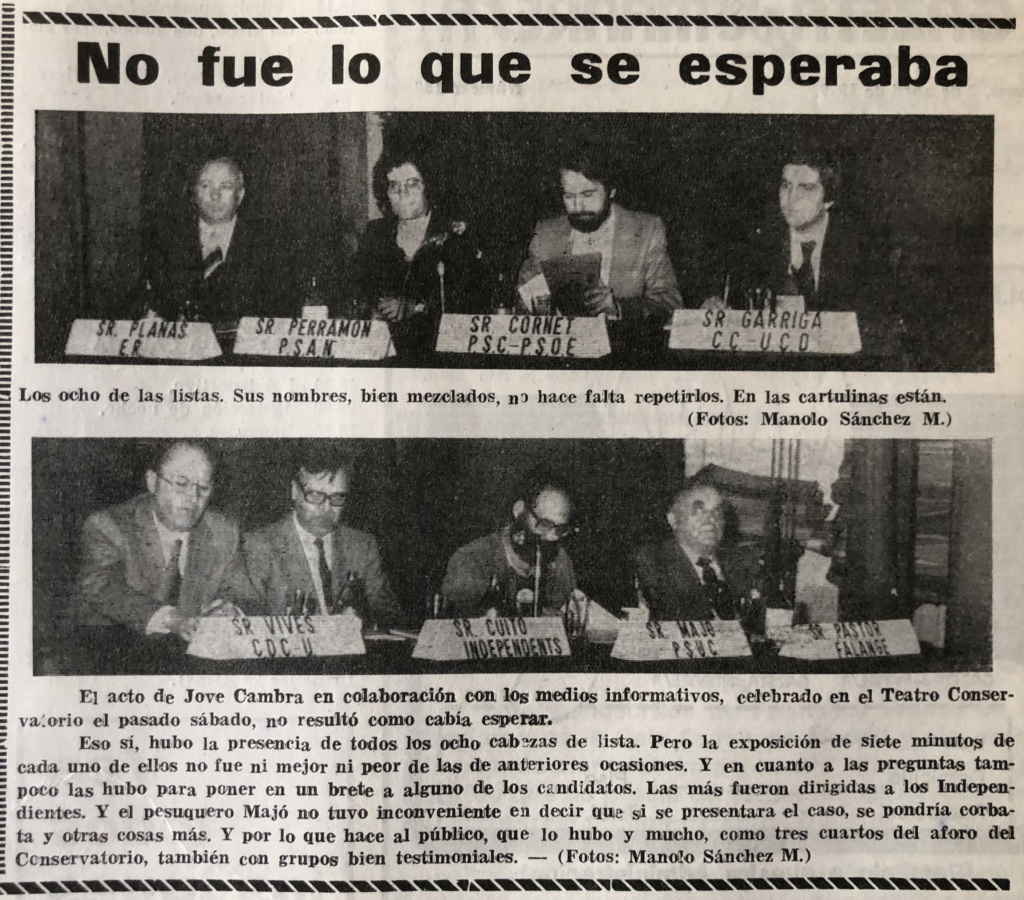 No fue lo que se esperaba
SR. PLANAS
E.R.
SR. PERRAMON
P.S.A.N.
SR. CORNET
P.S.C-P.S.O.E
SR. GARRIGA
CC-U.C.D
Los ocho de las listas. Sus nombres, bien mezclados, no hace falta repetirlos. En las cartulinas están.
(Fotos: Manolo Sánchez M.)
SR VIVES
C.D.C-U
SR. CUITO
INDEPENDENTS
SR. MAJO
P.S.U.C
SR. PASTOR
FALANGE
El acto de Jove Cambra en colaboración con los medios informativos, celebrado en el Teatro Conser-
vatorio el pasado sábado, no resultó como cabía esperar.
Eso sí, hubo la presencia de todos los ocho cabezas de lista. Pero la exposición de siete minutos de
cada uno de ellos no fue ni mejor ni peor de las de anteriores ocasiones. Y en cuanto a las preguntas tam-
poco las hubo para poner en un brete a alguno de los candidatos. Las más fueron dirigidas a los Indepen-
dientes. Y el pesuquero Majó no tuvo inconveniente en decir que si se presentara el caso, se pondría corba-
ta y otras cosas más. Y por lo que hace al público, que lo hubo y mucho, como tres cuartos del aforo del
Conservatorio, también con grupos bien testimoniales. — (Fotos: Manolo Sánchez M.)